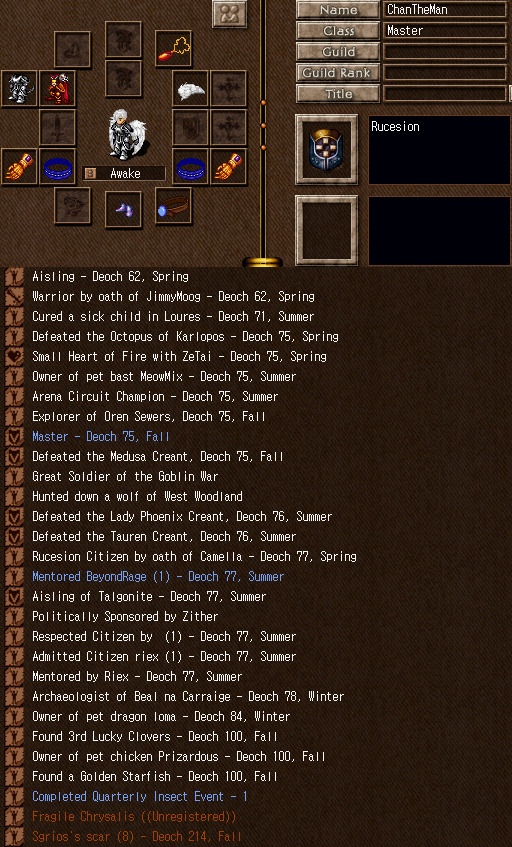 Name ChanTheMan
Class Master
Guild
Guild Rank
Title
Rucesion
Awake
Aisling - Deoch 62, Spring
Warrior by oath of JimmyMoog - Deoch 62, Spring
Cured a sick child in Loures - Deoch 71, Summer
Defeated the Octopus of Karlopos - Deoch 75, Spring
Small Heart of Fire with ZeTai - Deoch 75, Spring
Owner of pet bast MeowMix - Deoch 75, Summer
Arena Circuit Champion - Deoch 75, Summer
Explorer of Oren Sewers, Deoch 75, Fall
Master - Deoch 75, Fall
Defeated the Medusa Creant, Deoch 75, Fall
Great Soldier of the Goblin War
Hunted down a wolf of West Woodland
Defeated the Lady Phoenix Creant, Deoch 76, Summer
Defeated the Tauren Creant, Deoch 76, Summer
Rucesion Citizen by oath of Camella - Deoch 77, Spring
Mentored BeyondRage (1) - Deoch 77, Summer
Aisling of Talgonite - Deoch 77, Summer
Politically Sponsored by Zither
Respected Citizen by (1) - Deoch 77, Summer
Admitted Citizen riex (1) - Deoch 77, Summer
Mentored by Riex - Deoch 77, Summer
Archaeologist of Beal na Carraige - Deoch 78, Winter
Owner of pet dragon loma - Deoch 84, Winter
Found 3rd Lucky Clovers - Deoch 100, Fall
Owner of pet chicken Prizardous - Deoch 100, Fall
Found a Golden Starfish - Deoch 100, Fall
Completed Quarterly Insect Event - 1
Fragile Chrysalis ((Unregistered))
Sgrios's scar (8) - Deoch 214, Fall